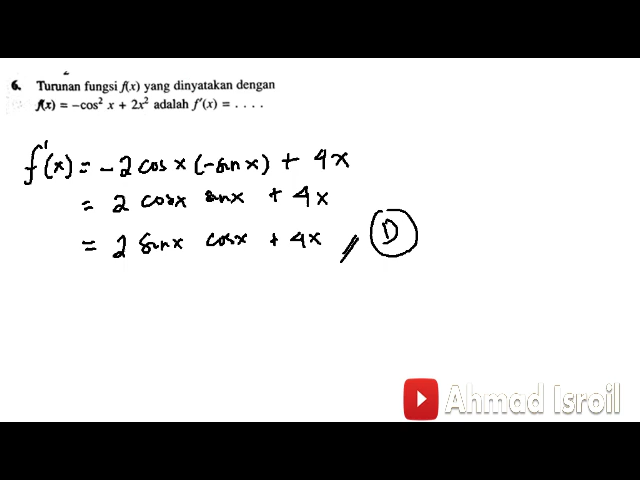 6. Turunan fungsi f(x) yang dinyatakan dengan
f(x) = −cos² x + 2x² adalah f'(x) = . . . .
f'(x) = − 2 cos x (−sin x) + 4x
= 2 cos x sin x + 4x
= 2 sin x cos x + 4x // D
Ahmad Isroil